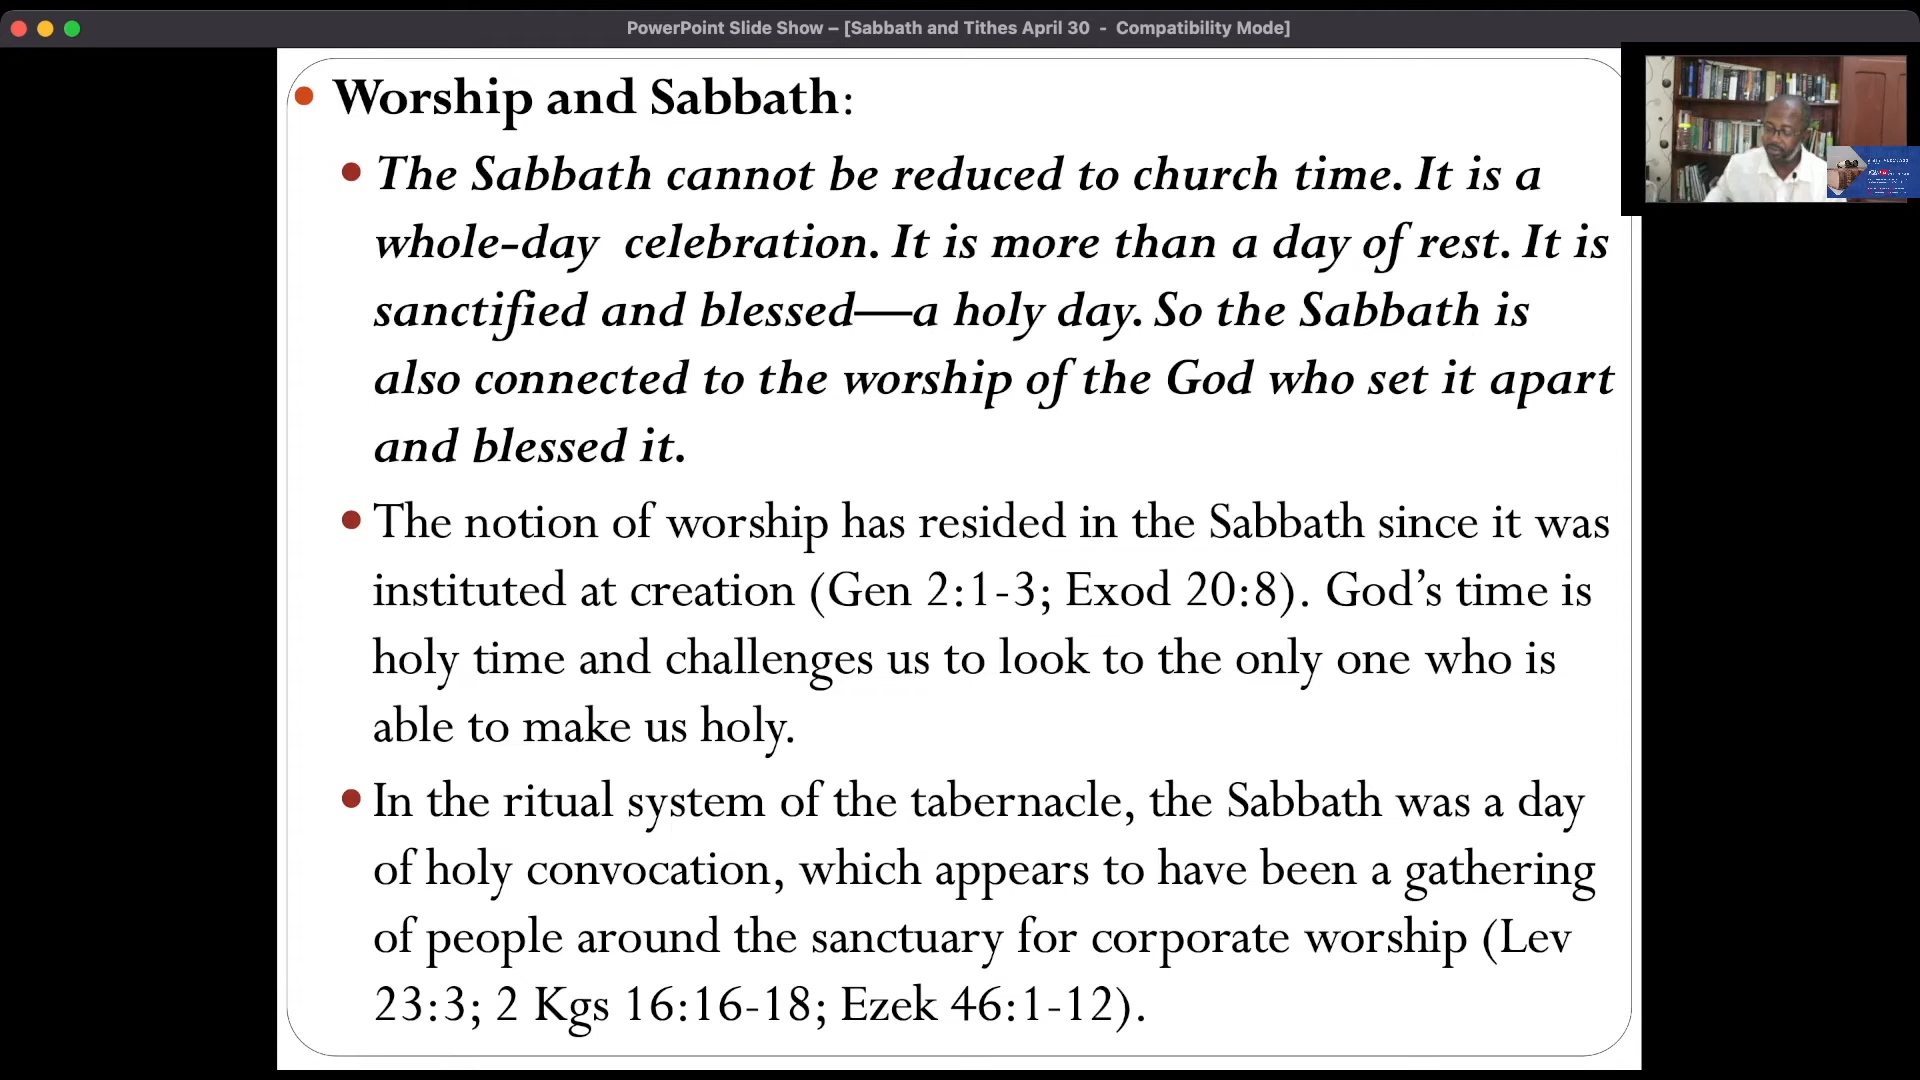 PowerPoint Slide Show – [Sabbath and Tithes April 30 - Compatibility Mode]
• Worship and Sabbath:
• The Sabbath cannot be reduced to church time. It is a
whole-day celebration. It is more than a day of rest. It is
sanctified and blessed—a holy day. So the Sabbath is
also connected to the worship of the God who set it apart
and blessed it.
• The notion of worship has resided in the Sabbath since it was
instituted at creation (Gen 2:1-3; Exod 20:8). God’s time is
holy time and challenges us to look to the only one who is
able to make us holy.
• In the ritual system of the tabernacle, the Sabbath was a day
of holy convocation, which appears to have been a gathering
of people around the sanctuary for corporate worship (Lev
23:3; 2 Kgs 16:16-18; Ezek 46:1-12).